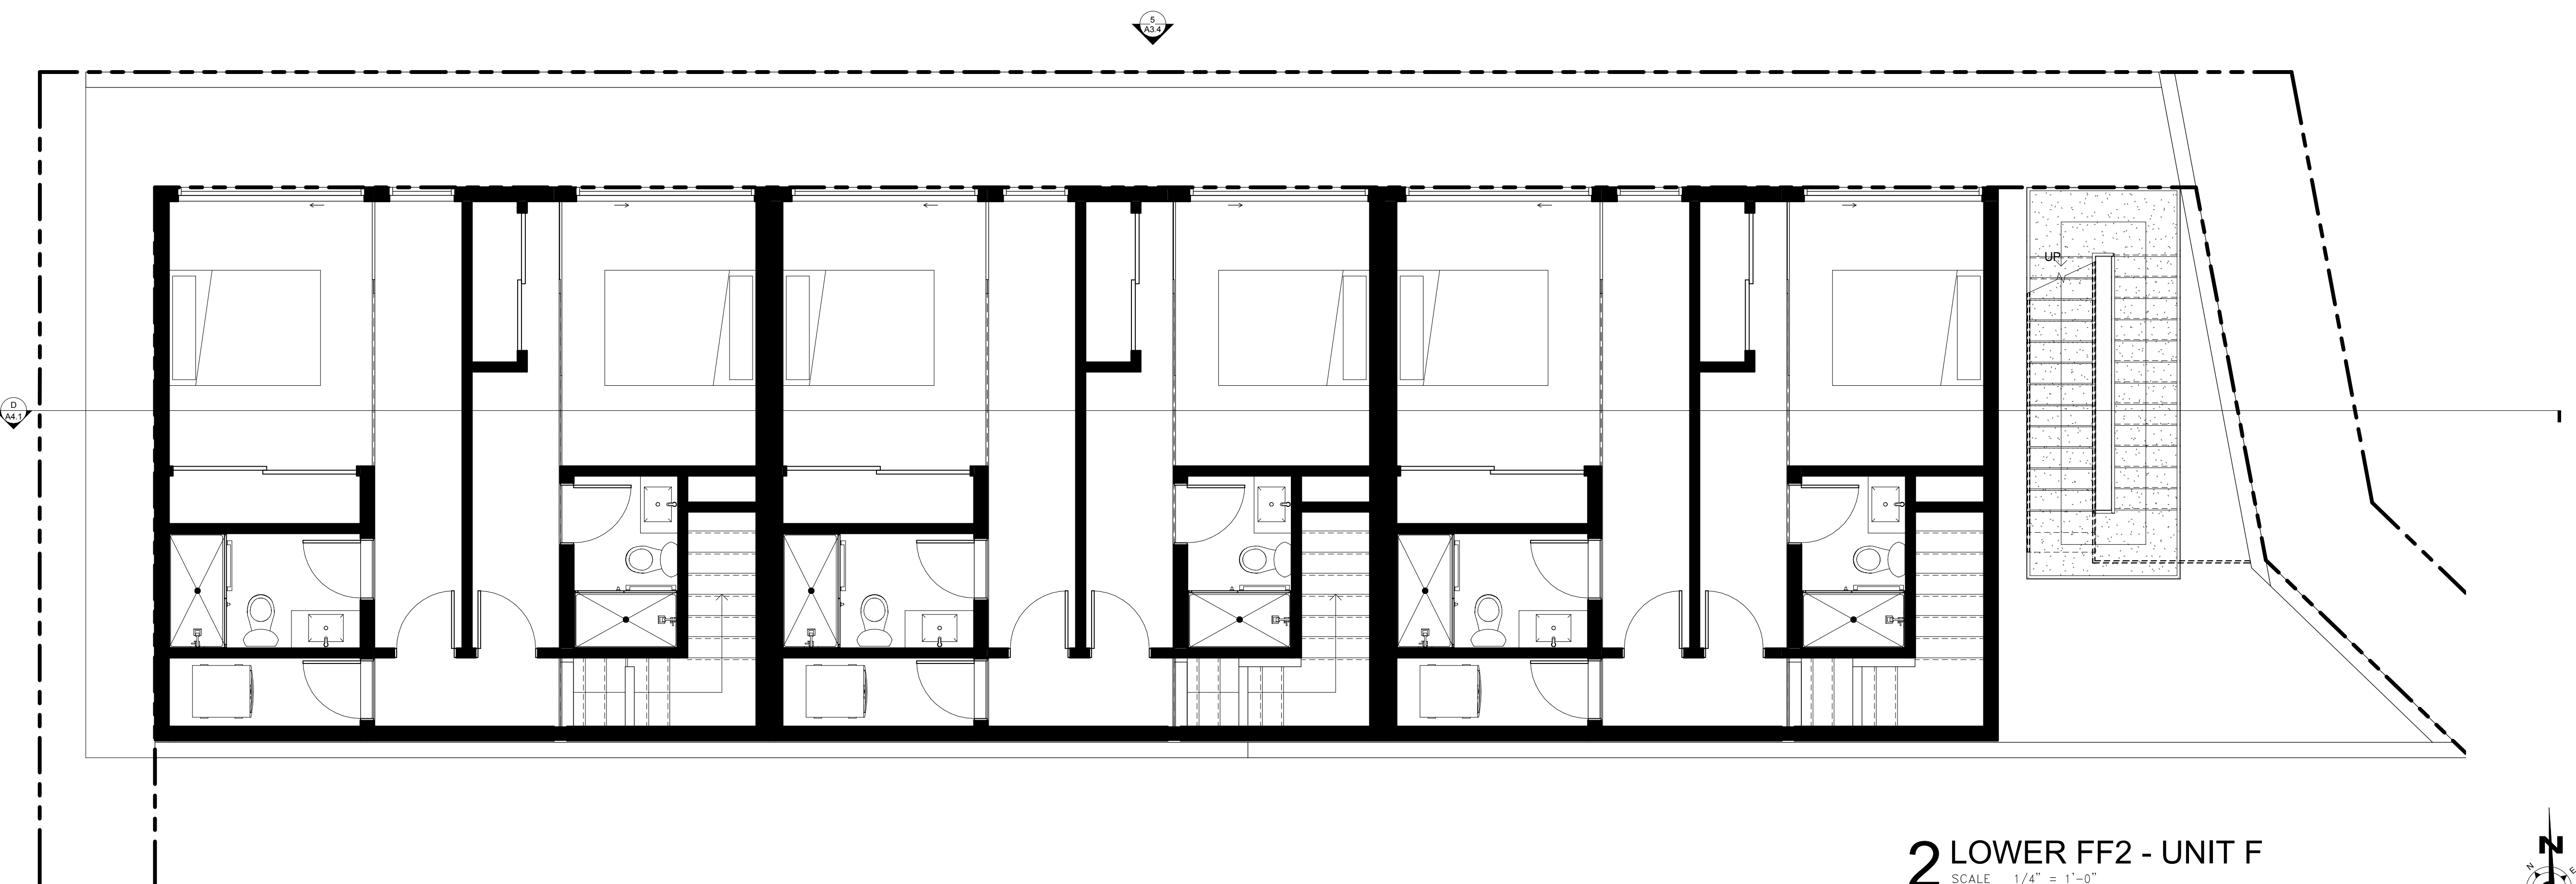 5
A3.4
UP
D
A4.1
2 LOWER FF2 - UNIT F
SCALE 1/4" = 1'-0"
N
N
E